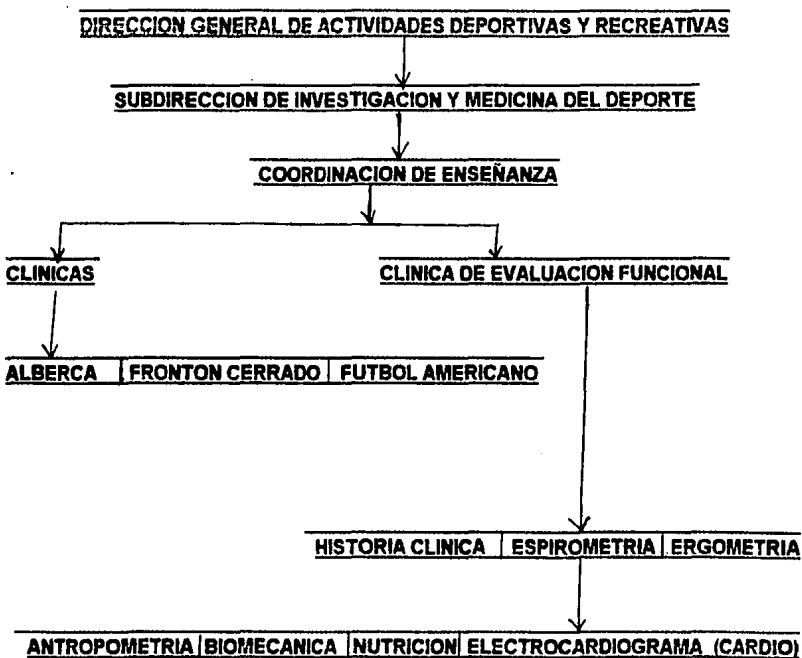 DIRECCION GENERAL DE ACTIVIDADES DEPORTIVAS Y RECREATIVAS
SUBDIRECCION DE INVESTIGACION Y MEDICINA DEL DEPORTE
COORDINACION DE ENSEÑANZA
CLINICAS CLINICA DE EVALUACION FUNCIONAL
ALBERCA FRONTON CERRADO FUTBOL AMERICANO
HISTORIA CLINICA ESPIROMETRIA ERGOMETRIA
ANTROPOMETRIA BIOMECANICA NUTRICION ELECTROCARDIOGRAMA (CARDIO)